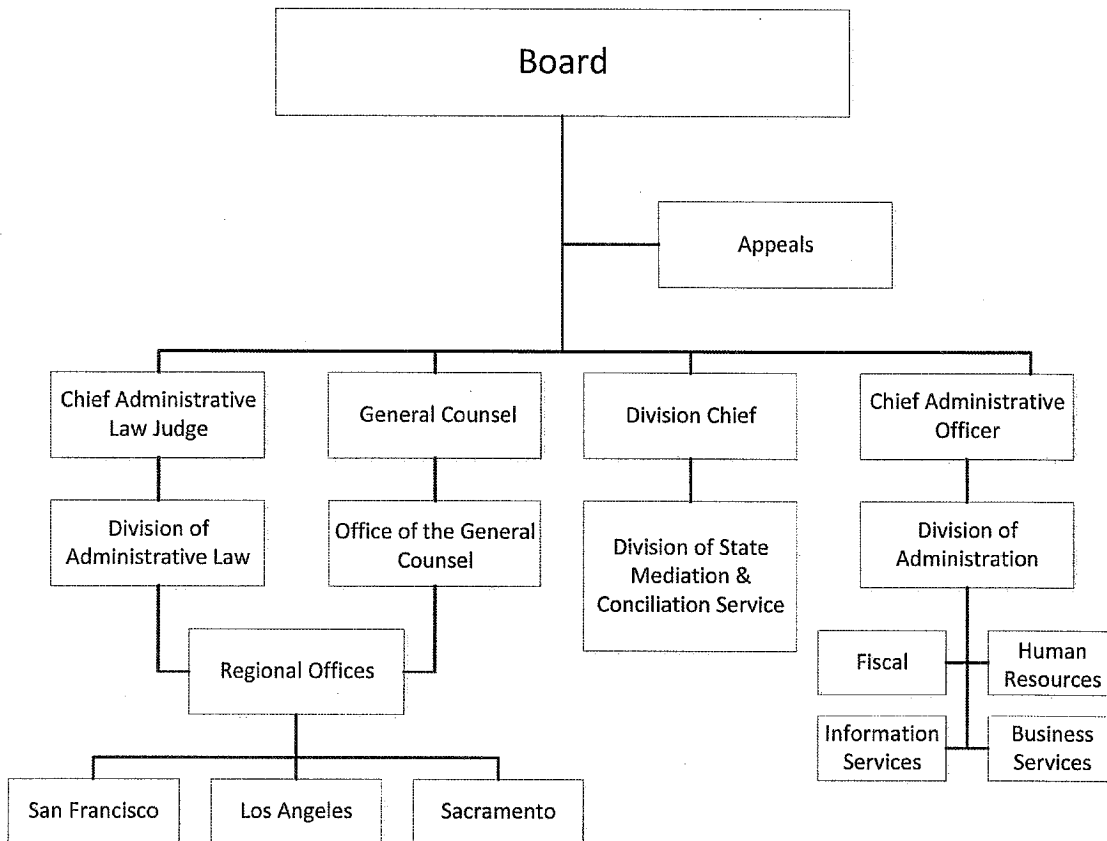 Board
Appeals
Chief Administrative
Law Judge
General Counsel
Division Chief
Chief Administrative
Officer
Division of
Administrative Law
Office of the General
Counsel
Division of State
Mediation &
Conciliation Service
Division of
Administration
Regional Offices
Fiscal
Human
Resources
Information
Services
Business
Services
San Francisco
Los Angeles
Sacramento